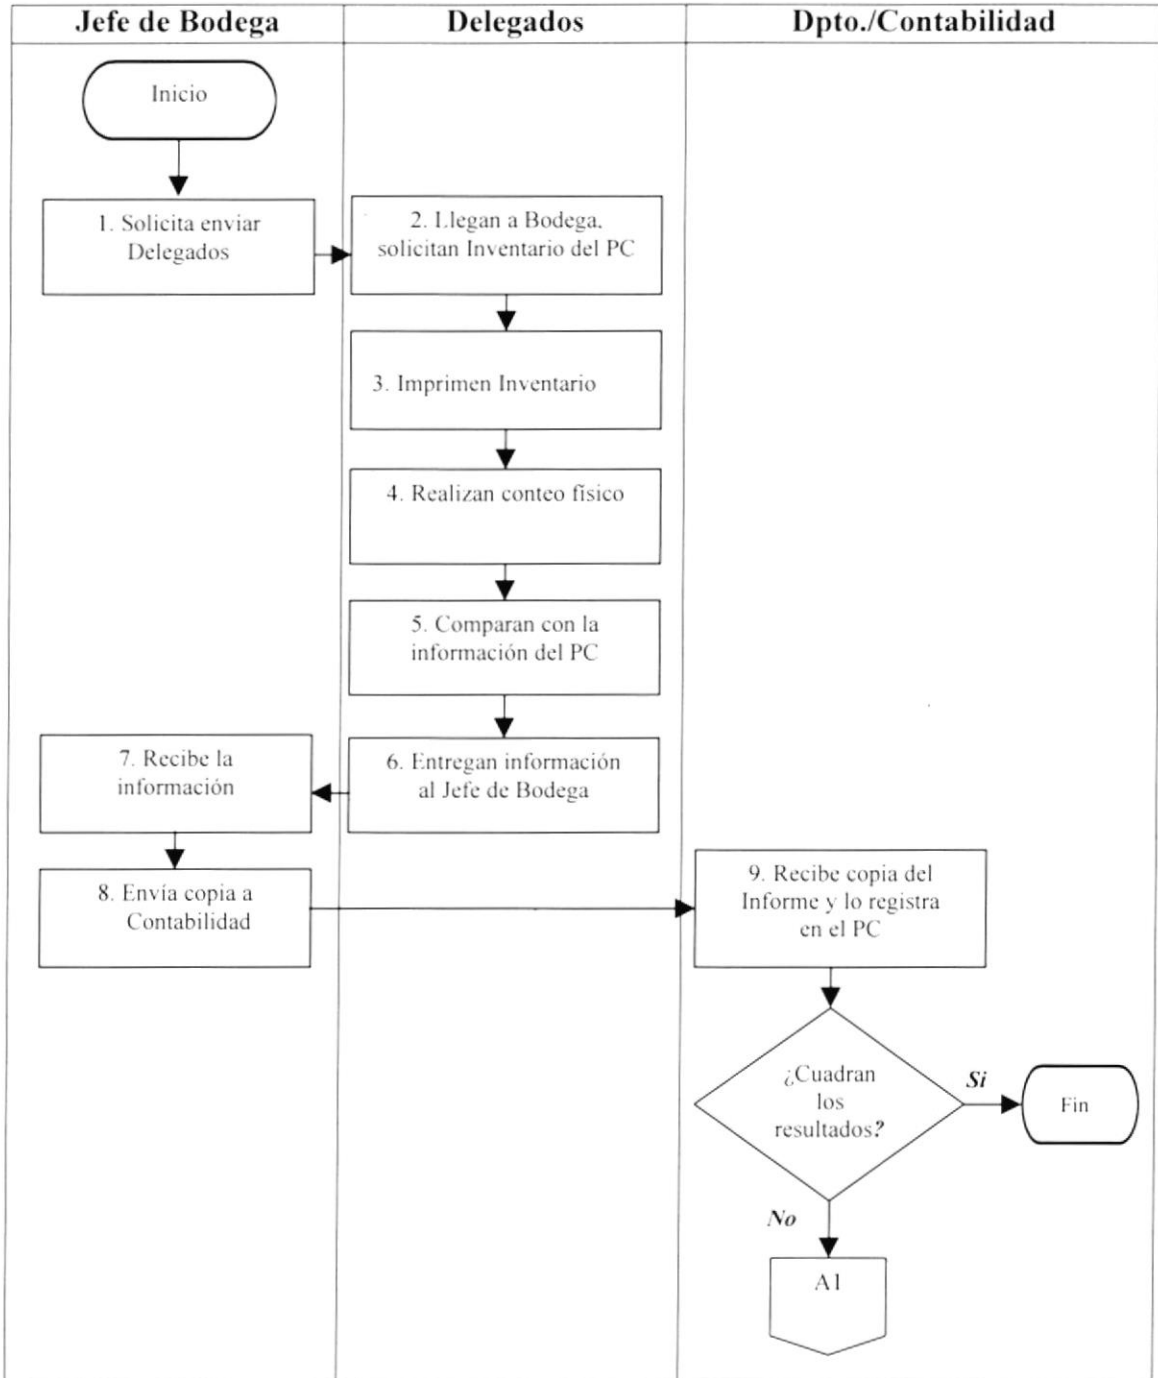 Jefe de Bodega
Delegados
Dpto./Contabilidad
Inicio
1. Solicita enviar
Delegados
2. Llegan a Bodega,
solicitan Inventario del PC
3. Imprimen Inventario
4. Realizan conteo físico
5. Comparan con la
información del PC
6. Entregan información
al Jefe de Bodega
7. Recibe la
información
8. Envía copia a
Contabilidad
9. Recibe copia del
Informe y lo registra
en el PC
¿Cuadran
los
resultados?
Si
Fin
No
A1